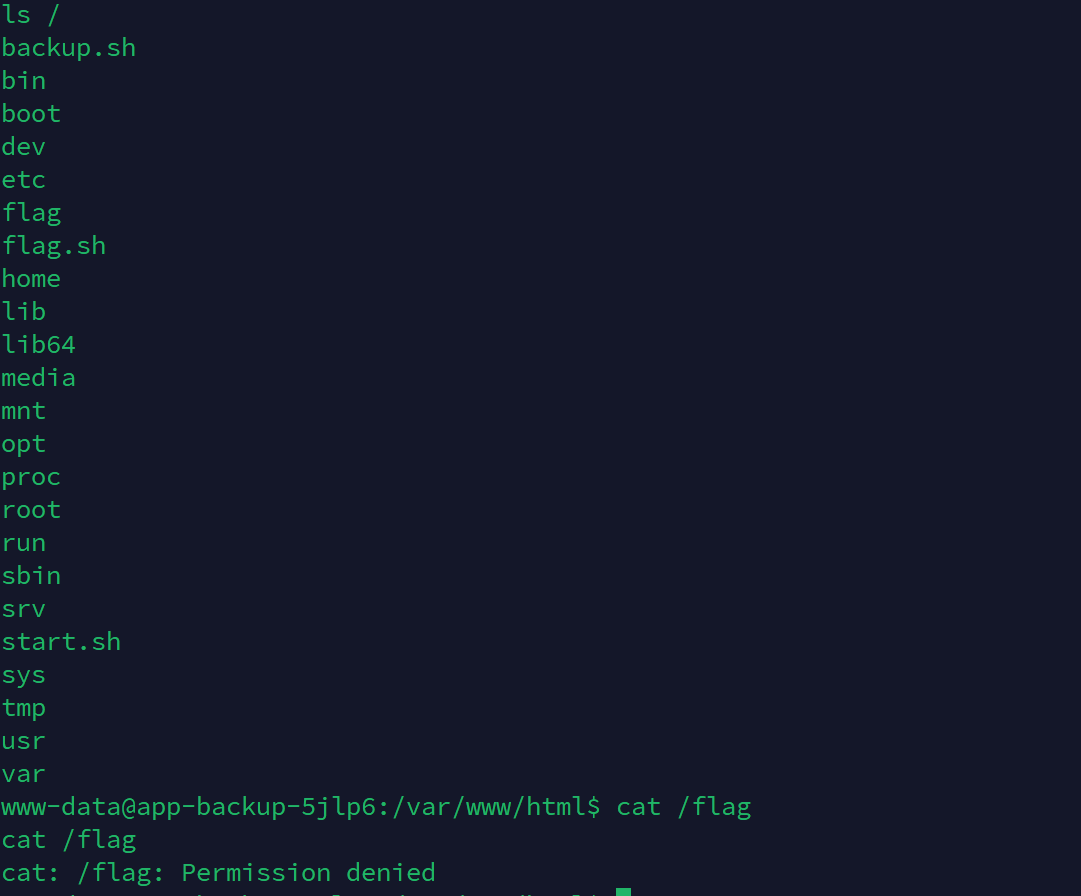 ls /
backup.sh
bin
boot
dev
etc
flag
flag.sh
home
lib
lib64
media
mnt
opt
proc
root
run
sbin
srv
start.sh
sys
tmp
usr
var
www-data@app-backup-5jlp6:/var/www/html$ cat /flag
cat /flag
cat: /flag: Permission denied